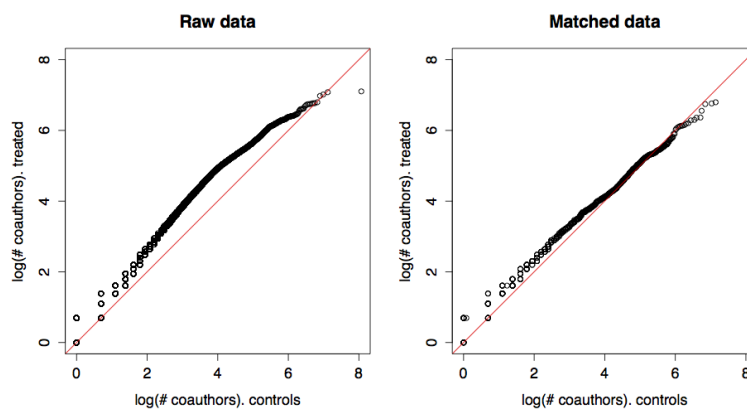 Raw data
8
6
4
2
0
log(# coauthors). treated
0 2 4 6 8
log(# coauthors). controls
Matched data
8
6
4
2
0
log(# coauthors). treated
0 2 4 6 8
log(# coauthors). controls